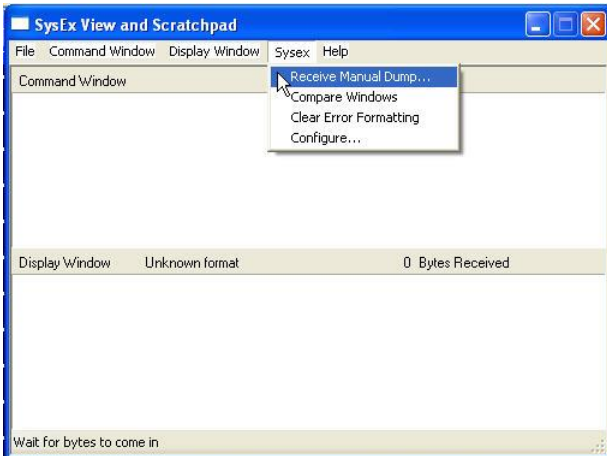 SysEx View and Scratchpad
File Command Window Display Window Sysex Help
Command Window
Receive Manual Dump...
Compare Windows
Clear Error Formatting
Configure...
Display Window Unknown format 0 Bytes Received
Wait for bytes to come in